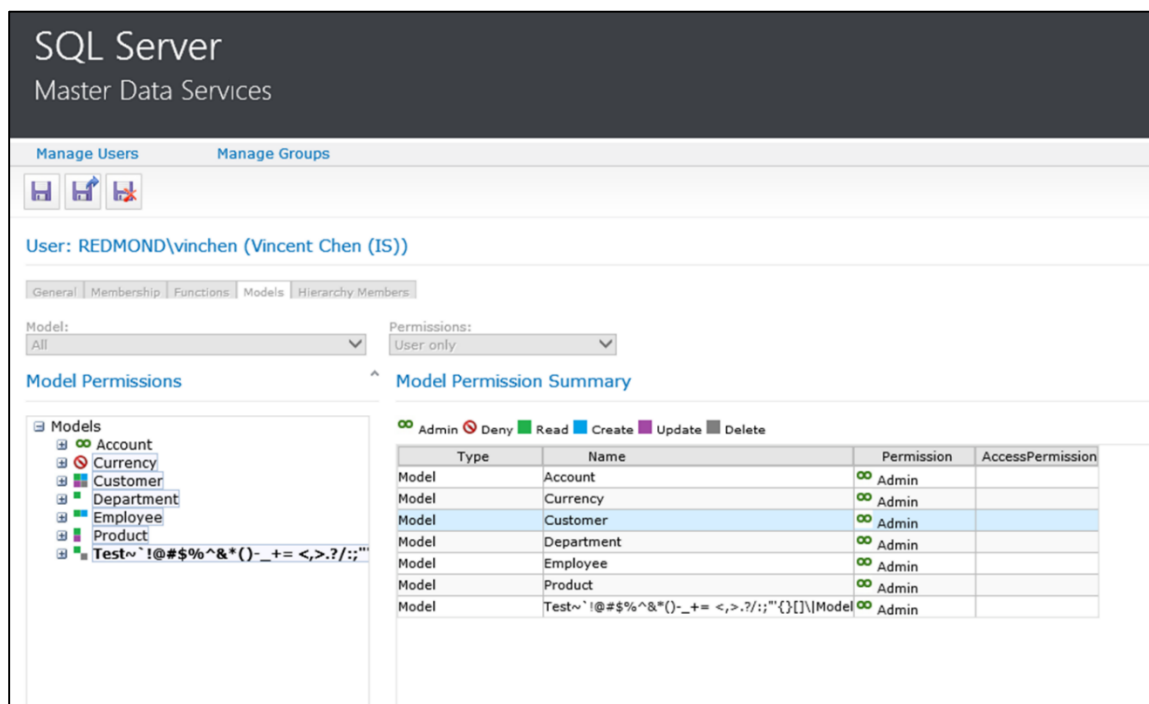 SQL Server
Master Data Services
Manage Users Manage Groups
User: REDMOND\vinchen (Vincent Chen (IS))
General Membership Functions Models Hierarchy Members
Model: Permissions:
All User only
Model Permissions Model Permission Summary
Models
Account
Currency
Customer
Department
Employee
Product
Test~`!@#$%^&*()-_+= <,>.?/:;"'
Admin Deny Read Create Update Delete
Type Name Permission AccessPermission
Model Account Admin
Model Currency Admin
Model Customer Admin
Model Department Admin
Model Employee Admin
Model Product Admin
Model Test~`!@#$%^&*()-_+= <,>.?/:;"'{}[]\|Model Admin